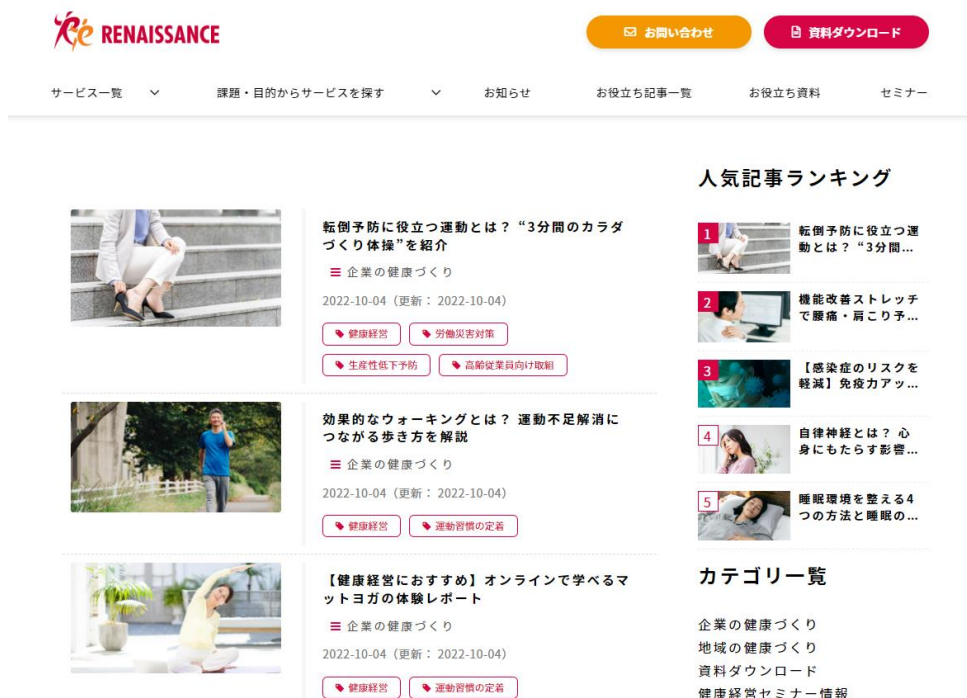 RENAISSANCE
お問い合わせ
資料ダウンロード
サービス一覧
課題・目的からサービスを探す
お知らせ
お役立ち記事一覧
お役立ち資料
セミナー
転倒予防に役立つ運動とは？ “3分間のカラダ
づくり体操”を紹介
企業の健康づくり
2022-10-04（更新： 2022-10-04）
健康経営
労働災害対策
生産性低下予防
高齢従業員向け取組
効果的なウォーキングとは？ 運動不足解消に
つながる歩き方を解説
企業の健康づくり
2022-10-04（更新： 2022-10-04）
健康経営
運動習慣の定着
【健康経営におすすめ】オンラインで学べるマ
ットヨガの体験レポート
企業の健康づくり
2022-10-04（更新： 2022-10-04）
健康経営
運動習慣の定着
人気記事ランキング
1
転倒予防に役立つ運
動とは？ “3分間...
2
機能改善ストレッチ
で腰痛・肩こり予...
3
【感染症のリスクを
軽減】免疫力アッ...
4
自律神経とは？ 心
身にもたらす影響...
5
睡眠環境を整える4
つの方法と睡眠の...
カテゴリ一覧
企業の健康づくり
地域の健康づくり
資料ダウンロード
健康経営セミナー情報